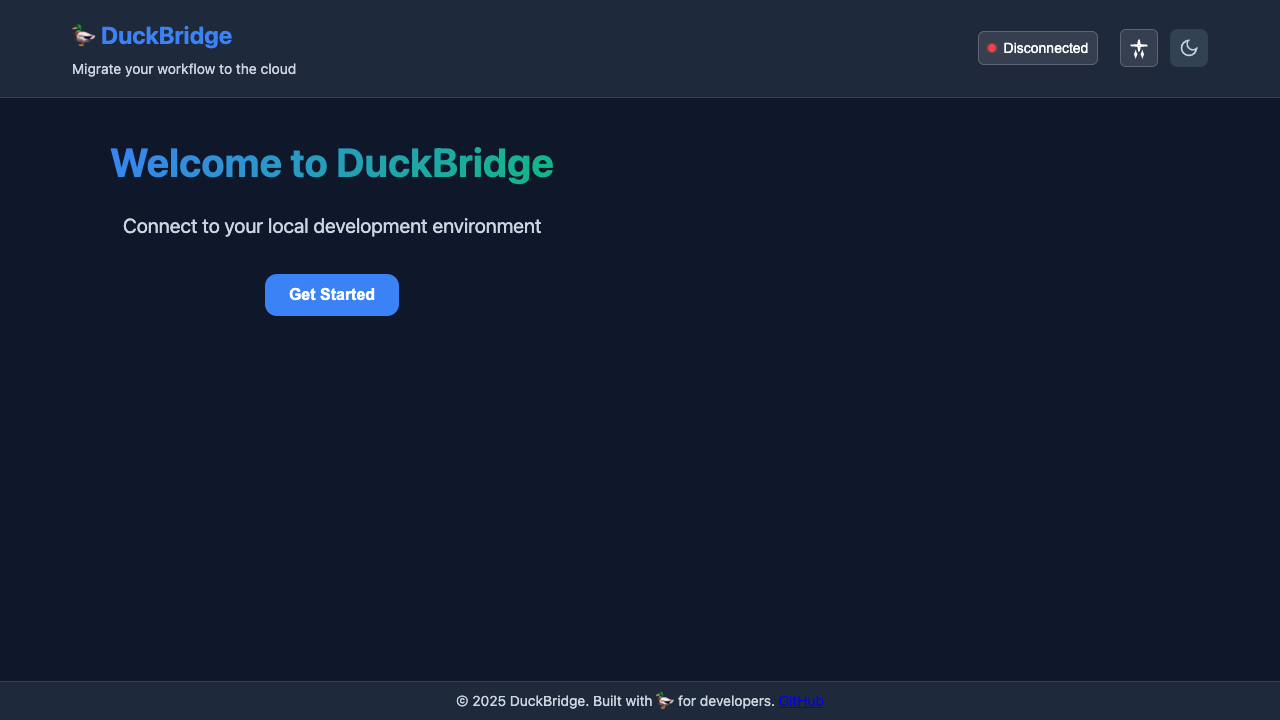 🦆 DuckBridge
Migrate your workflow to the cloud
Disconnected
Welcome to DuckBridge
Connect to your local development environment
Get Started
© 2025 DuckBridge. Built with 🦆 for developers. GitHub